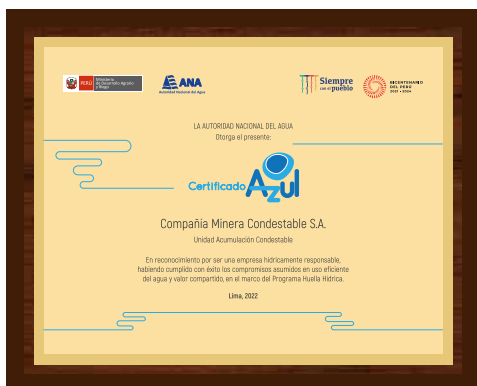 PERÚ
Ministerio
de Desarrollo Agrario
y Riego
ANA
Autoridad Nacional del Agua
Siempre
con el pueblo
BICENTENARIO
DEL PERÚ
2021 - 2024
LA AUTORIDAD NACIONAL DEL AGUA
Otorga el presente:
Certificado Azul
Compañia Minera Condestable S.A.
Unidad Acumulación Condestable
En reconocimiento por ser una empresa hídricamente responsable,
habiendo cumplido con éxito los compromisos asumidos en uso eficiente
del agua y valor compartido, en el marco del Programa Huella Hídrica.
Lima, 2022